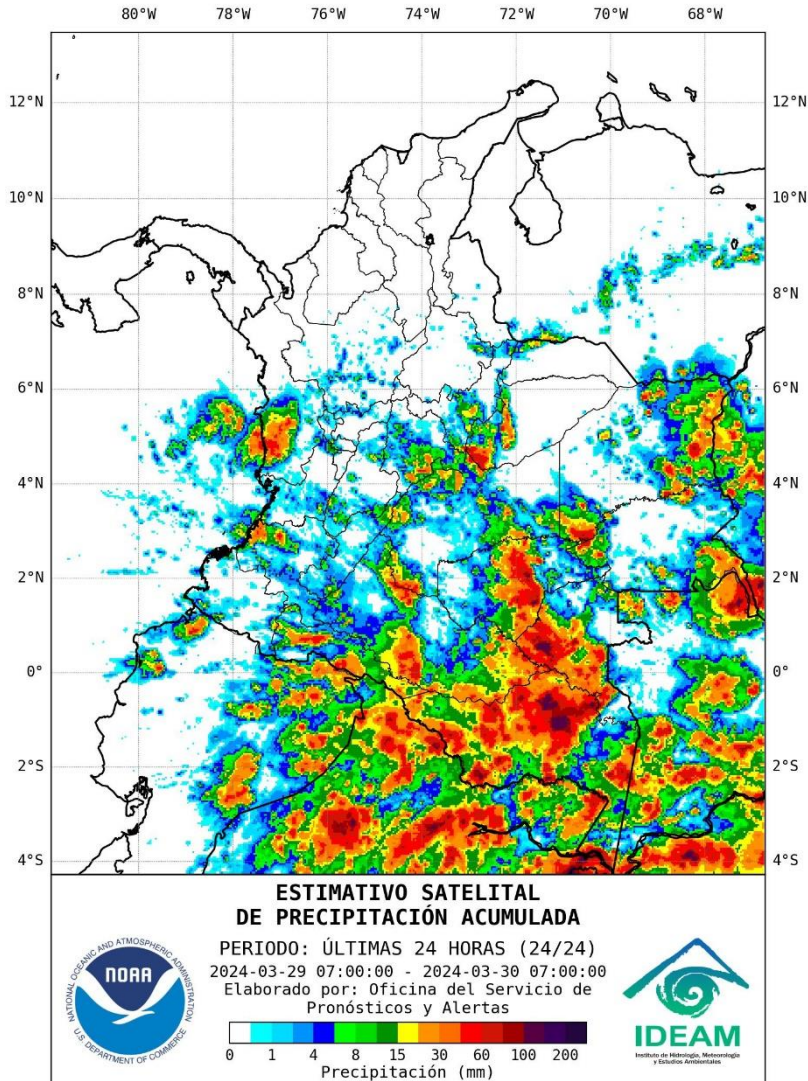 80°W 78°W 76°W 74°W 72°W 70°W 68°W
12°N 12°N
10°N 10°N
8°N 8°N
6°N 6°N
4°N 4°N
2°N 2°N
0° 0°
2°S 2°S
4°S 4°S
ESTIMATIVO SATELITAL
DE PRECIPITACIÓN ACUMULADA
PERIODO: ÚLTIMAS 24 HORAS (24/24)
2024-03-29 07:00:00 - 2024-03-30 07:00:00
Elaborado por: Oficina del Servicio de
Pronósticos y Alertas
0 1 4 8 15 30 60 100 200
Precipitación (mm)
NATIONAL OCEANIC AND ATMOSPHERIC ADMINISTRATION
NOAA
U.S. DEPARTMENT OF COMMERCE
IDEAM
Instituto de Hidrología, Meteorología
y Estudios Ambientales